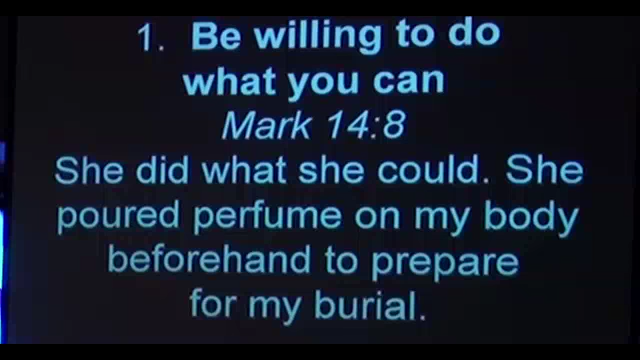 1. Be willing to do
what you can
Mark 14:8
She did what she could. She
poured perfume on my body
beforehand to prepare
for my burial.